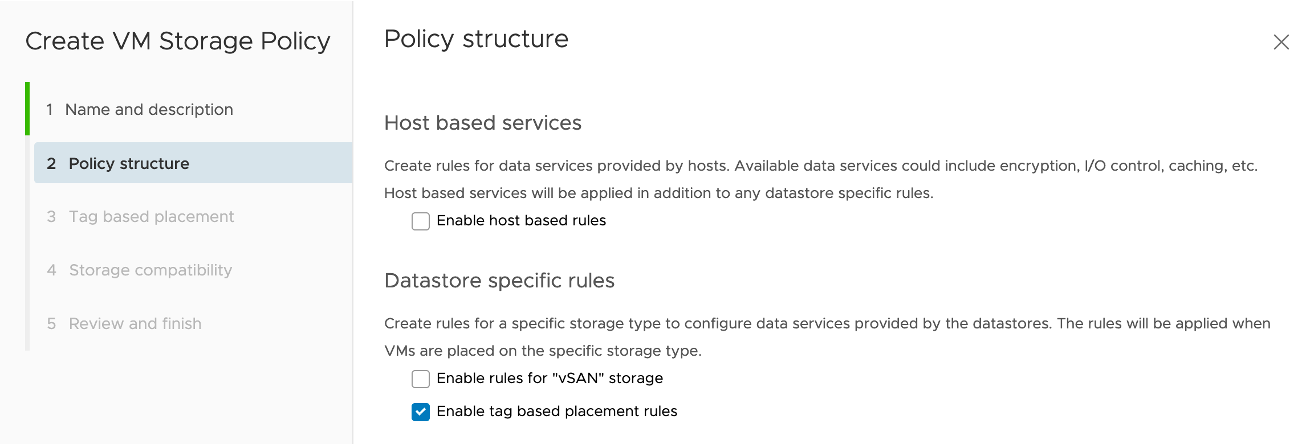 Create VM Storage Policy
1 Name and description
2 Policy structure
3 Tag based placement
4 Storage compatibility
5 Review and finish
Policy structure
Host based services
Create rules for data services provided by hosts. Available data services could include encryption, I/O control, caching, etc.
Host based services will be applied in addition to any datastore specific rules.
Enable host based rules
Datastore specific rules
Create rules for a specific storage type to configure data services provided by the datastores. The rules will be applied when
VMs are placed on the specific storage type.
Enable rules for "vSAN" storage
Enable tag based placement rules